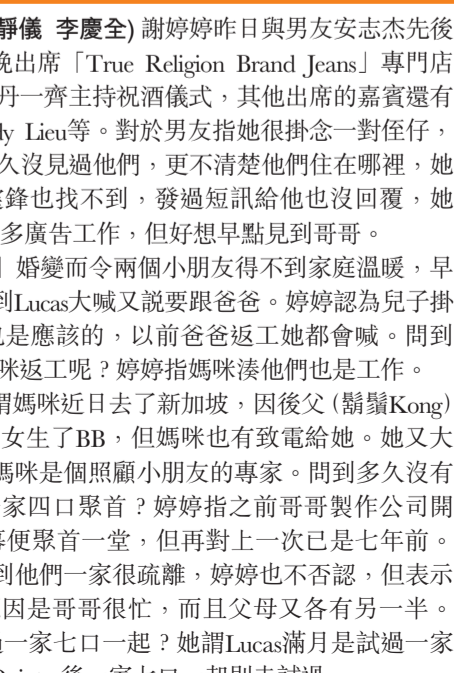 靜儀 李慶全) 謝婷婷昨日與男友安志杰先後
晚出席「True Religion Brand Jeans」專門店
丹一齊主持祝酒儀式，其他出席的嘉賓還有
ly Lieu等。對於男友指她很掛念一對侄仔，
久沒見過他們，更不清楚他們住在哪裡，她
鋒也找不到，發過短訊給他也沒回覆，她
多廣告工作，但好想早點見到哥哥。
」婚變而令兩個小朋友得不到家庭溫暖，早
到Lucas大喊又說要跟爸爸。婷婷認為兒子掛
也是應該的，以前爸爸返工她都會喊。問到
咪返工呢？婷婷指媽咪湊他們也是工作。
謂媽咪近日去了新加坡，因後父 (鬍鬚Kong)
女生了BB，但媽咪也有致電給她。她又大
媽咪是個照顧小朋友的專家。問到多久沒有
家四口聚首？婷婷指之前哥哥製作公司開
幕便聚首一堂，但再對上一次已是七年前。
到他們一家很疏離，婷婷也不否認，但表示
因是哥哥很忙，而且父母又各有另一半。
過一家七口一起？她謂Lucas滿月是試過一家
後，一家七口一起則未試過